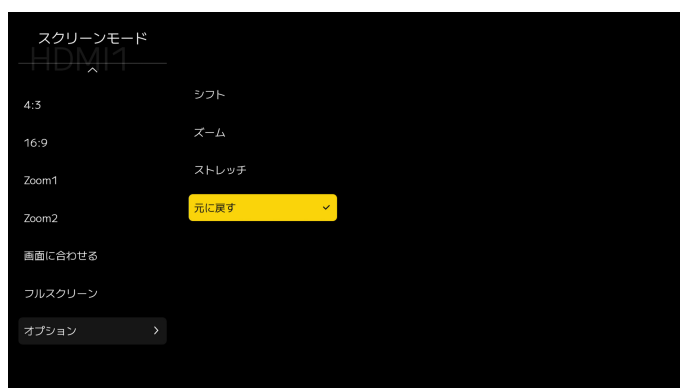 スクリーンモード
HDMI1
4:3
16:9
Zoom1
Zoom2
画面に合わせる
フルスクリーン
オプション
シフト
ズーム
ストレッチ
元に戻す